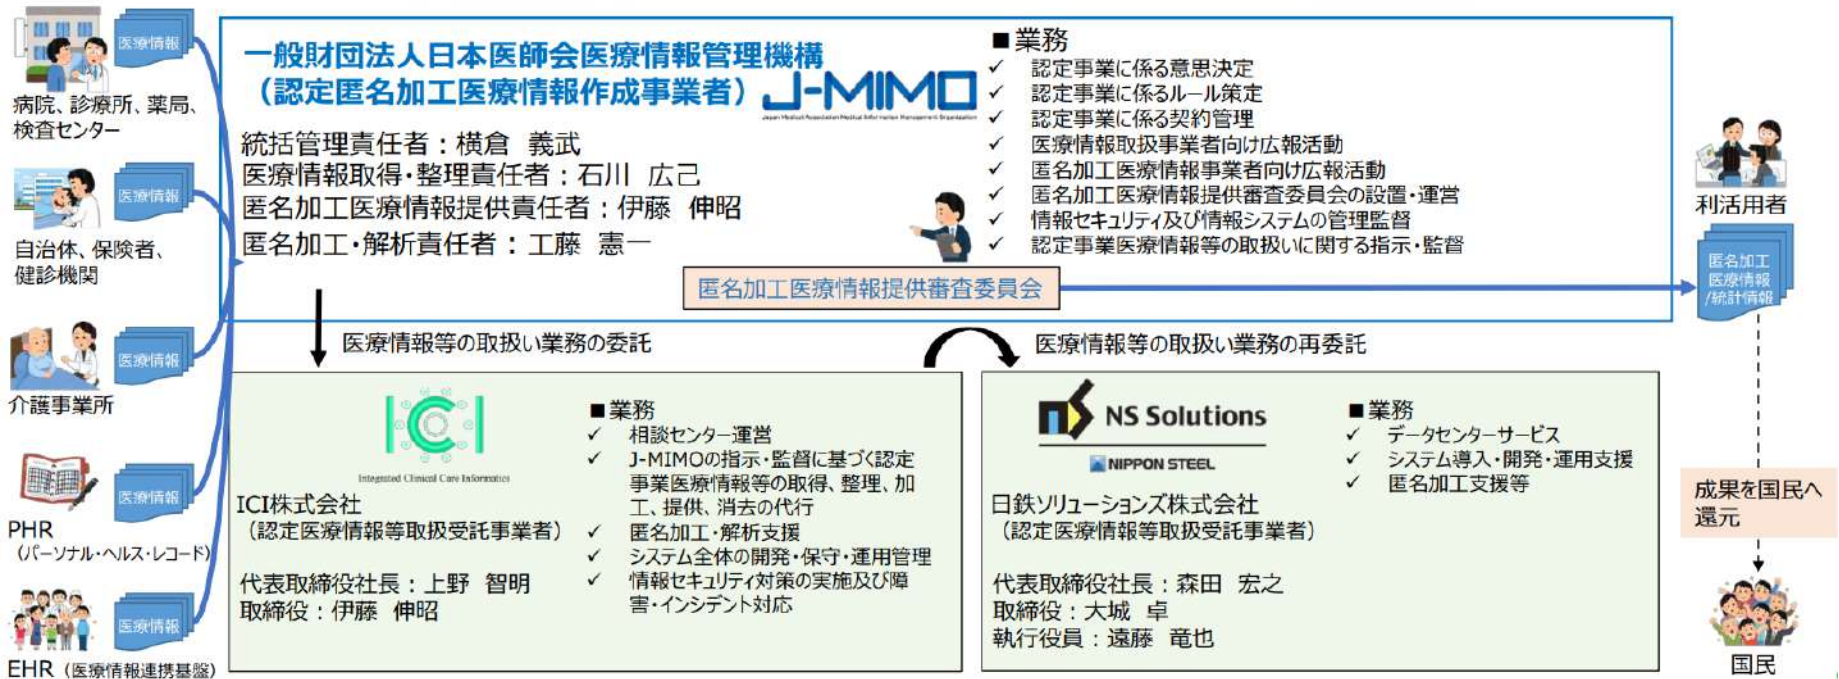 医療情報
病院、診療所、薬局、
検査センター
医療情報
自治体、保険者、
健診機関
医療情報
介護事業所
医療情報
PHR
(パーソナル・ヘルス・レコード)
医療情報
EHR（医療情報連携基盤）
一般財団法人日本医師会医療情報管理機構
（認定匿名加工医療情報作成事業者）
J-MIMO
Japan Medical Association Medical Information Management Organization
統括管理責任者：横倉 義武
医療情報取得・整理責任者：石川 広己
匿名加工医療情報提供責任者：伊藤 伸昭
匿名加工・解析責任者：工藤 憲一
■業務
✓ 認定事業に係る意思決定
✓ 認定事業に係るルール策定
✓ 認定事業に係る契約管理
✓ 医療情報取扱事業者向け広報活動
✓ 匿名加工医療情報事業者向け広報活動
✓ 匿名加工医療情報提供審査委員会の設置・運営
✓ 情報セキュリティ及び情報システムの管理監督
✓ 認定事業医療情報等の取扱いに関する指示・監督
匿名加工医療情報提供審査委員会
医療情報等の取扱い業務の委託
医療情報等の取扱い業務の再委託
ICI
Integrated Clinical Care Informatics
ICI株式会社
（認定医療情報等取扱受託事業者）
代表取締役社長：上野 智明
取締役：伊藤 伸昭
■業務
✓ 相談センター運営
✓ J-MIMOの指示・監督に基づく認定
事業医療情報等の取得、整理、加
工、提供、消去の代行
✓ 匿名加工・解析支援
✓ システム全体の開発・保守・運用管理
✓ 情報セキュリティ対策の実施及び障
害・インシデント対応
NS Solutions
NIPPON STEEL
日鉄ソリューションズ株式会社
（認定医療情報等取扱受託事業者）
代表取締役社長：森田 宏之
取締役：大城 卓
執行役員：遠藤 竜也
■業務
✓ データセンターサービス
✓ システム導入・開発・運用支援
✓ 匿名加工支援等
利活用者
匿名加工
医療情報
/統計情報
成果を国民へ
還元
国民